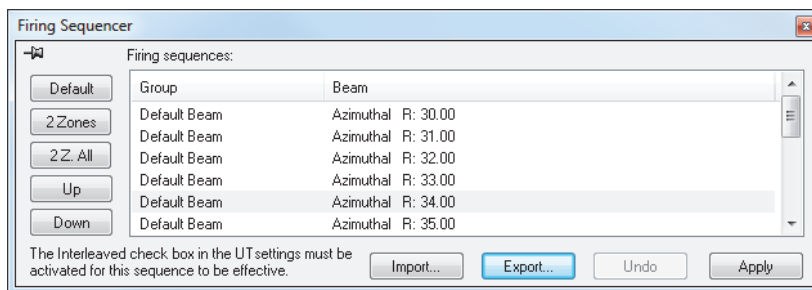 Firing Sequencer
Firing sequences:
Default
2 Zones
2 Z. All
Up
Down
Group Beam
Default Beam Azimuthal R: 30.00
Default Beam Azimuthal R: 31.00
Default Beam Azimuthal R: 32.00
Default Beam Azimuthal R: 33.00
Default Beam Azimuthal R: 34.00
Default Beam Azimuthal R: 35.00
The Interleaved check box in the UT settings must be
activated for this sequence to be effective.
Import... Export... Undo Apply